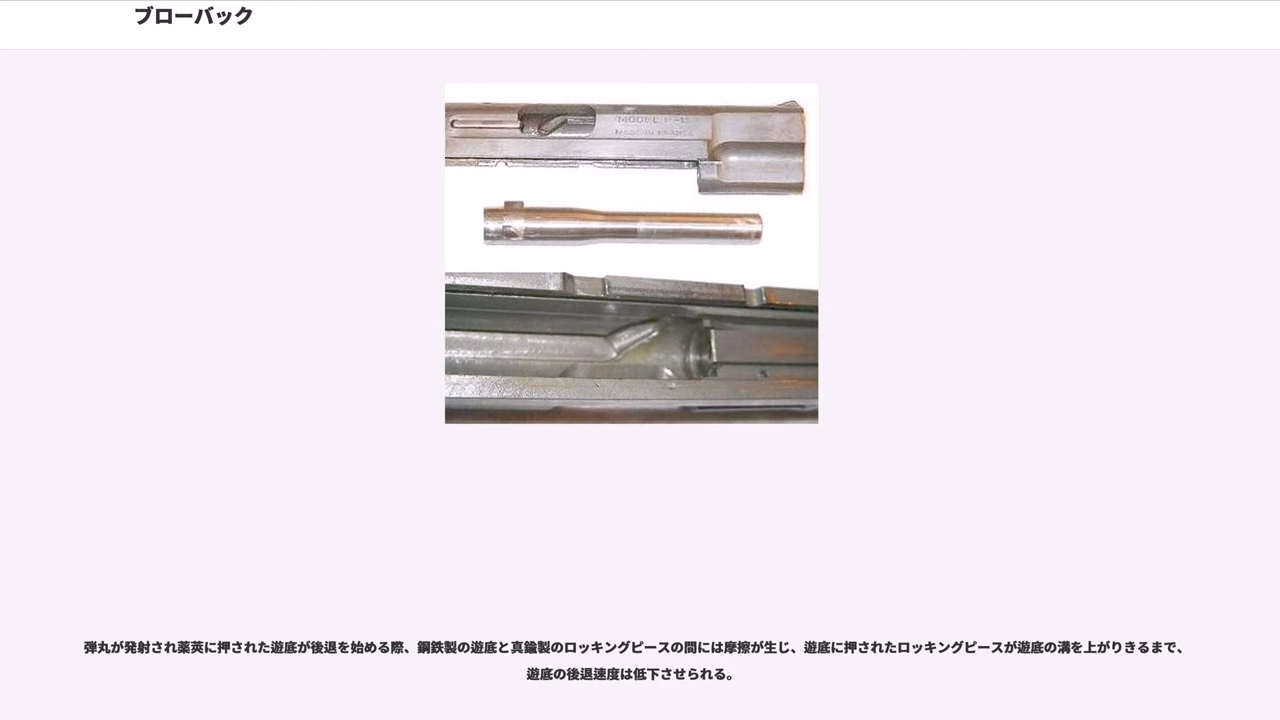 ブローバック
MODEL F-15
MADE IN FRANCE
弾丸が発射され薬莢に押された遊底が後退を始める際、鋼鉄製の遊底と真鍮製のロッキングピースの間には摩擦が生じ、遊底に押されたロッキングピースが遊底の溝を上がりきるまで、
遊底の後退速度は低下させられる。